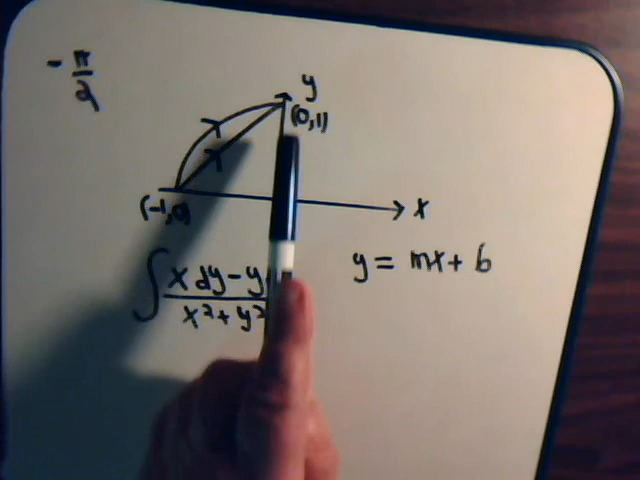 -π/2
y
(0,1)
(-1,0)
x
∫ x dy - y
x² + y²
y = mx + b